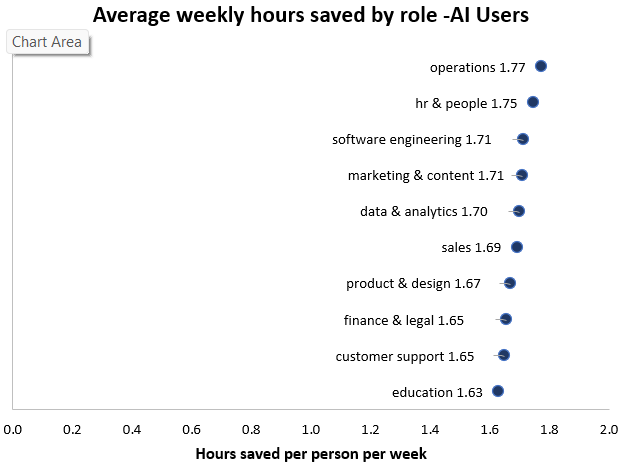 Average weekly hours saved by role -AI Users
Chart Area
operations 1.77
hr & people 1.75
software engineering 1.71
marketing & content 1.71
data & analytics 1.70
sales 1.69
product & design 1.67
finance & legal 1.65
customer support 1.65
education 1.63
0.0 0.2 0.4 0.6 0.8 1.0 1.2 1.4 1.6 1.8 2.0
Hours saved per person per week